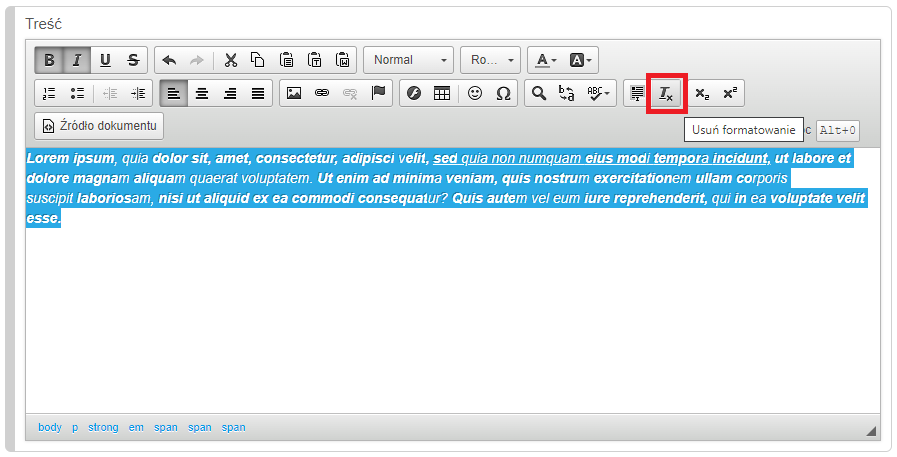 Treść
B I U S Normal Ro... A A
ABC Ix x₂ x²
Źródło dokumentu Usuń formatowanie c Alt+0
Lorem ipsum, quia dolor sit, amet, consectetur, adipisci velit, sed quia non numquam eius modi tempora incidunt, ut labore et
dolore magnam aliquam quaerat voluptatem. Ut enim ad minima veniam, quis nostrum exercitationem ullam corporis
suscipit laboriosam, nisi ut aliquid ex ea commodi consequatur? Quis autem vel eum iure reprehenderit, qui in ea voluptate velit
esse.
body p strong em span span span